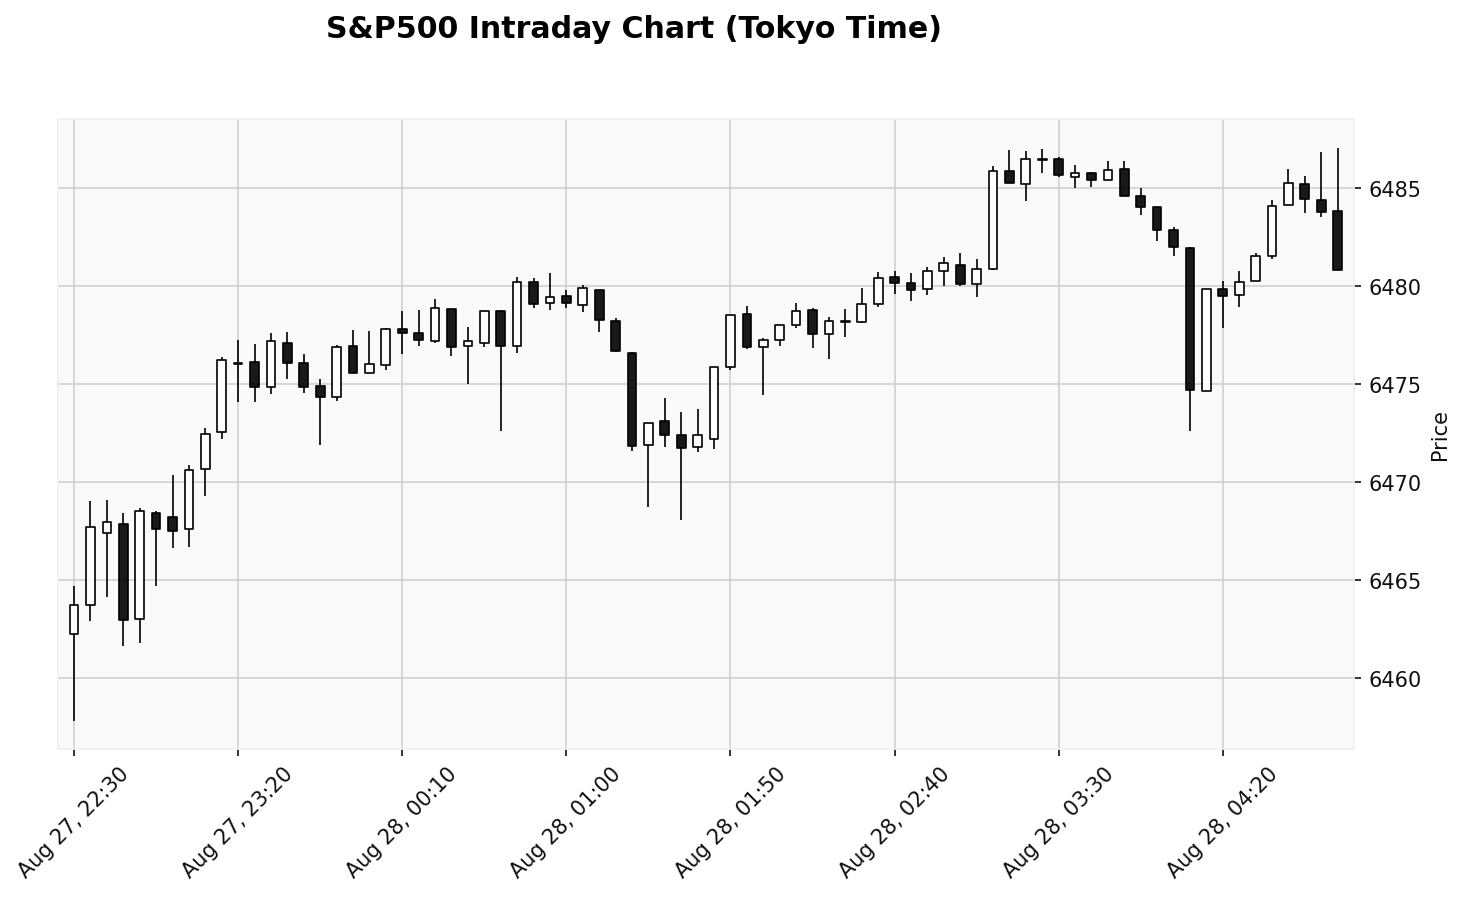 S&P500 Intraday Chart (Tokyo Time)
6485
6480
6475
6470
6465
6460
Price
Aug 27, 22:30
Aug 27, 23:20
Aug 28, 00:10
Aug 28, 01:00
Aug 28, 01:50
Aug 28, 02:40
Aug 28, 03:30
Aug 28, 04:20